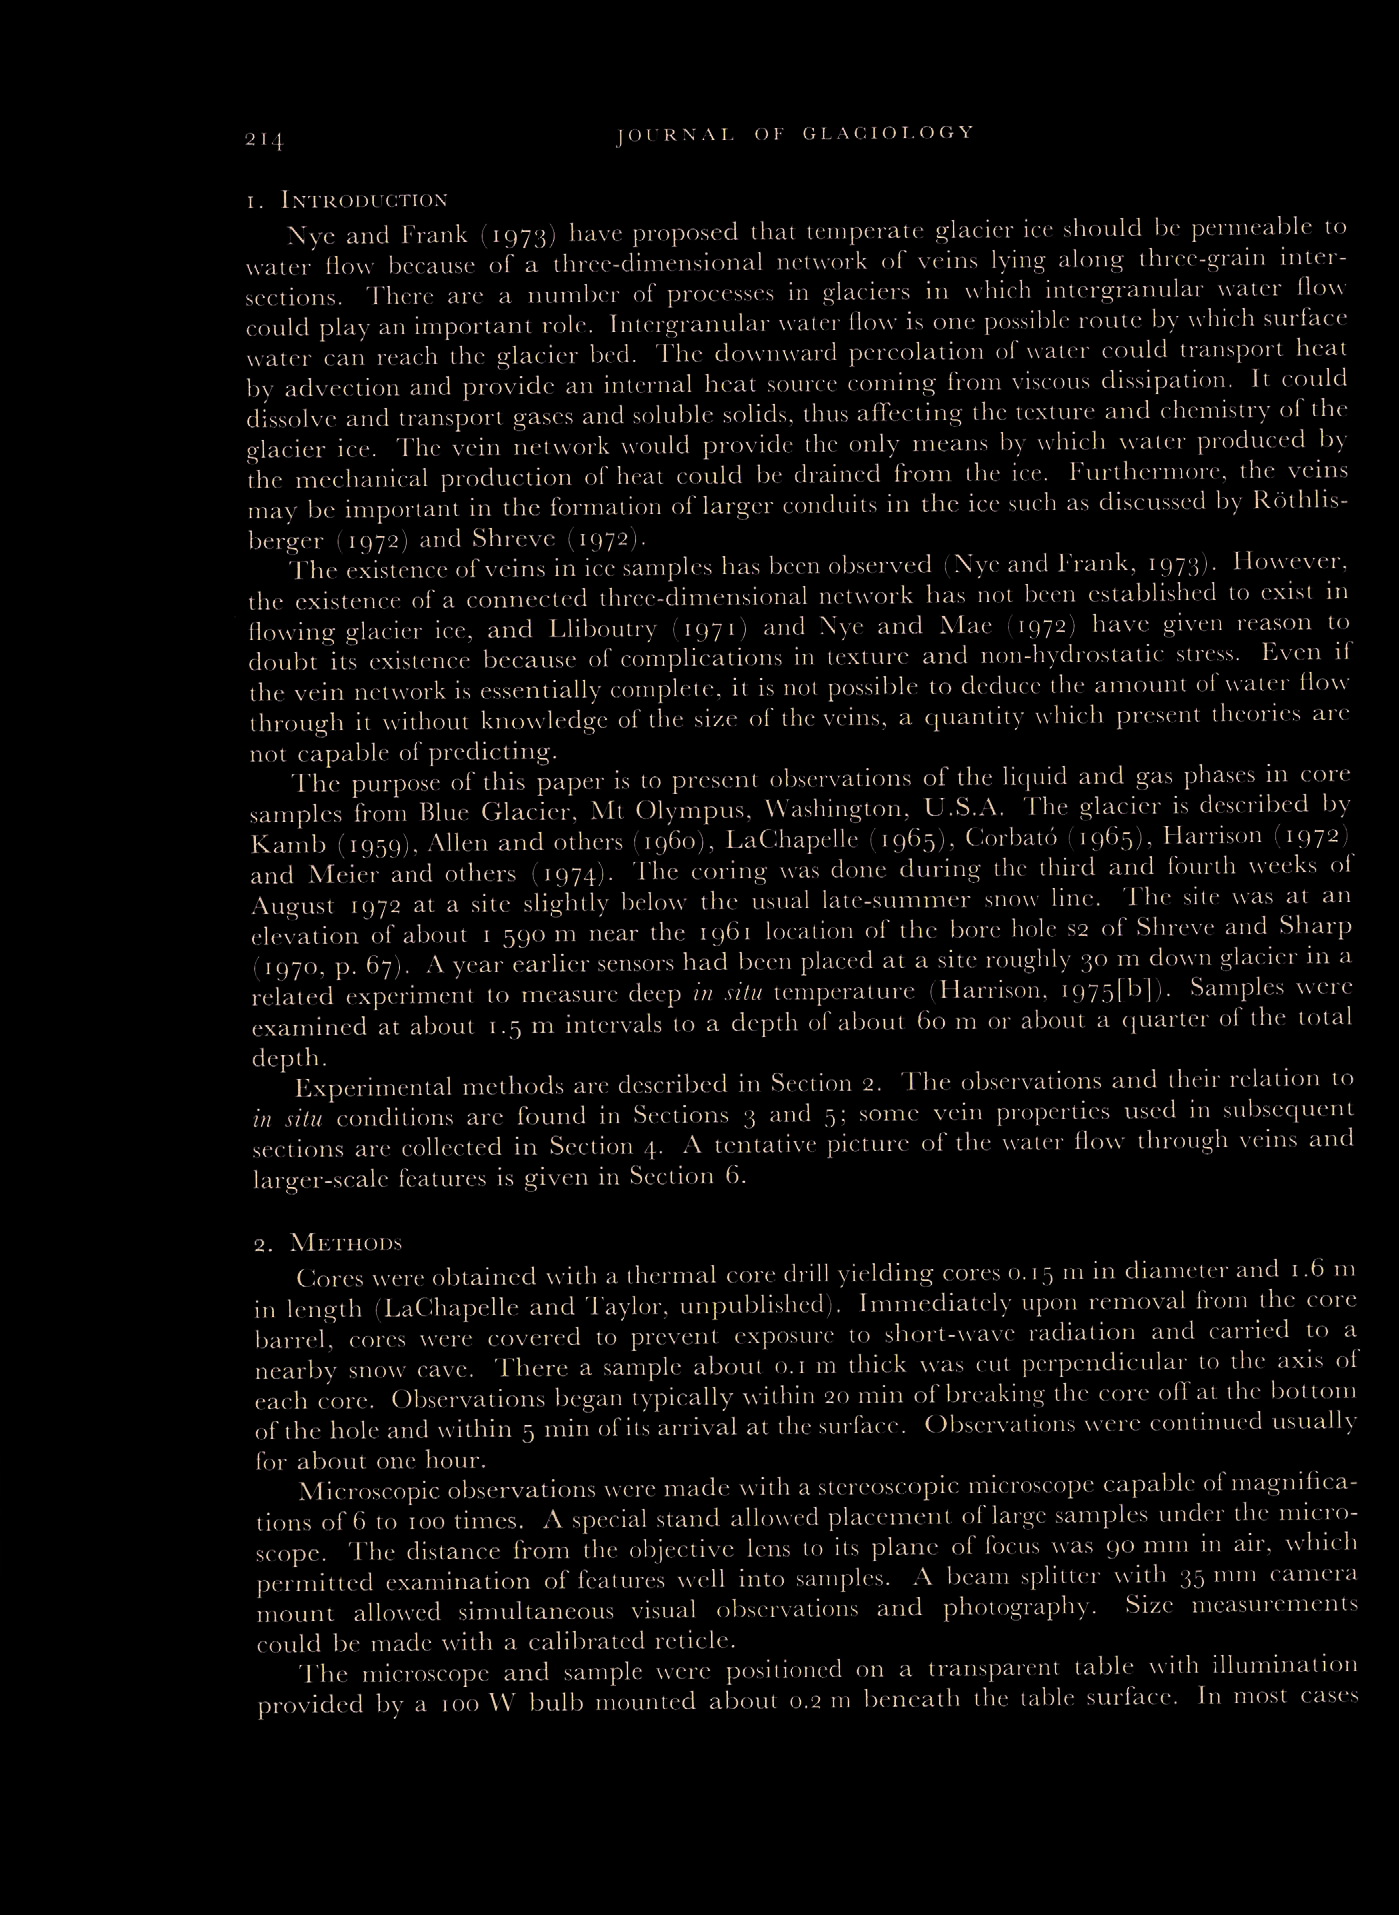 214
JOURNAL OF GLACIOLOGY
1. INTRODUCTION
Nye and Frank (1973) have proposed that temperate glacier ice should be permeable to
water flow because of a three-dimensional network of veins lying along three-grain inter-
sections. There are a number of processes in glaciers in which intergranular water flow
could play an important role. Intergranular water flow is one possible route by which surface
water can reach the glacier bed. The downward percolation of water could transport heat
by advection and provide an internal heat source coming from viscous dissipation. It could
dissolve and transport gases and soluble solids, thus affecting the texture and chemistry of the
glacier ice. The vein network would provide the only means by which water produced by
the mechanical production of heat could be drained from the ice. Furthermore, the veins
may be important in the formation of larger conduits in the ice such as discussed by Röthlis-
berger (1972) and Shreve (1972).
The existence of veins in ice samples has been observed (Nye and Frank, 1973). However,
the existence of a connected three-dimensional network has not been established to exist in
flowing glacier ice, and Lliboutry (1971) and Nye and Mae (1972) have given reason to
doubt its existence because of complications in texture and non-hydrostatic stress. Even if
the vein network is essentially complete, it is not possible to deduce the amount of water flow
through it without knowledge of the size of the veins, a quantity which present theories are
not capable of predicting.
The purpose of this paper is to present observations of the liquid and gas phases in core
samples from Blue Glacier, Mt Olympus, Washington, U.S.A. The glacier is described by
Kamb (1959), Allen and others (1960), LaChapelle (1965), Corbató (1965), Harrison (1972)
and Meier and others (1974). The coring was done during the third and fourth weeks of
August 1972 at a site slightly below the usual late-summer snow line. The site was at an
elevation of about 1 590 m near the 1961 location of the bore hole S2 of Shreve and Sharp
(1970, p. 67). A year earlier sensors had been placed at a site roughly 30 m down glacier in a
related experiment to measure deep in situ temperature (Harrison, 1975[b]). Samples were
examined at about 1.5 m intervals to a depth of about 60 m or about a quarter of the total
depth.
Experimental methods are described in Section 2. The observations and their relation to
in situ conditions are found in Sections 3 and 5; some vein properties used in subsequent
sections are collected in Section 4. A tentative picture of the water flow through veins and
larger-scale features is given in Section 6.
2. METHODS
Cores were obtained with a thermal core drill yielding cores 0.15 m in diameter and 1.6 m
in length (LaChapelle and Taylor, unpublished). Immediately upon removal from the core
barrel, cores were covered to prevent exposure to short-wave radiation and carried to a
nearby snow cave. There a sample about 0.1 m thick was cut perpendicular to the axis of
each core. Observations began typically within 20 min of breaking the core off at the bottom
of the hole and within 5 min of its arrival at the surface. Observations were continued usually
for about one hour.
Microscopic observations were made with a stereoscopic microscope capable of magnifica-
tions of 6 to 100 times. A special stand allowed placement of large samples under the micro-
scope. The distance from the objective lens to its plane of focus was 90 mm in air, which
permitted examination of features well into samples. A beam splitter with 35 mm camera
mount allowed simultaneous visual observations and photography. Size measurements
could be made with a calibrated reticle.
The microscope and sample were positioned on a transparent table with illumination
provided by a 100 W bulb mounted about 0.2 m beneath the table surface. In most cases